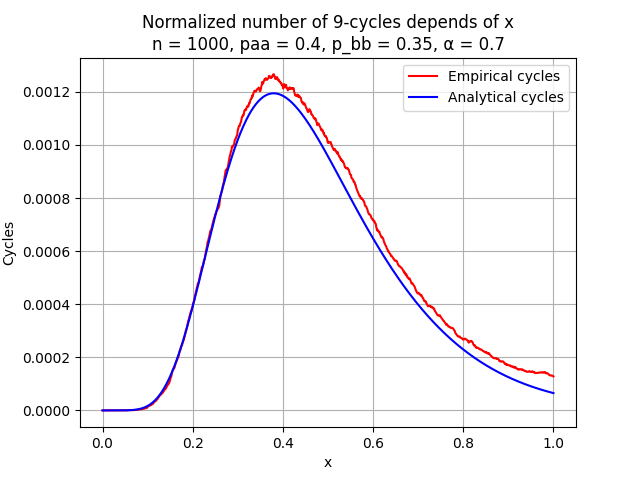 Normalized number of 9-cycles depends of x
n = 1000, paa = 0.4, p_bb = 0.35, α = 0.7
Empirical cycles
Analytical cycles
Cycles
0.0012
0.0010
0.0008
0.0006
0.0004
0.0002
0.0000
0.0 0.2 0.4 0.6 0.8 1.0
x